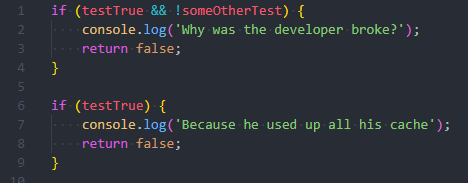 1 if (testTrue && !someOtherTest) {
2     console.log('Why was the developer broke?');
3     return false;
4 }
5
6 if (testTrue) {
7     console.log('Because he used up all his cache');
8     return false;
9 }
10